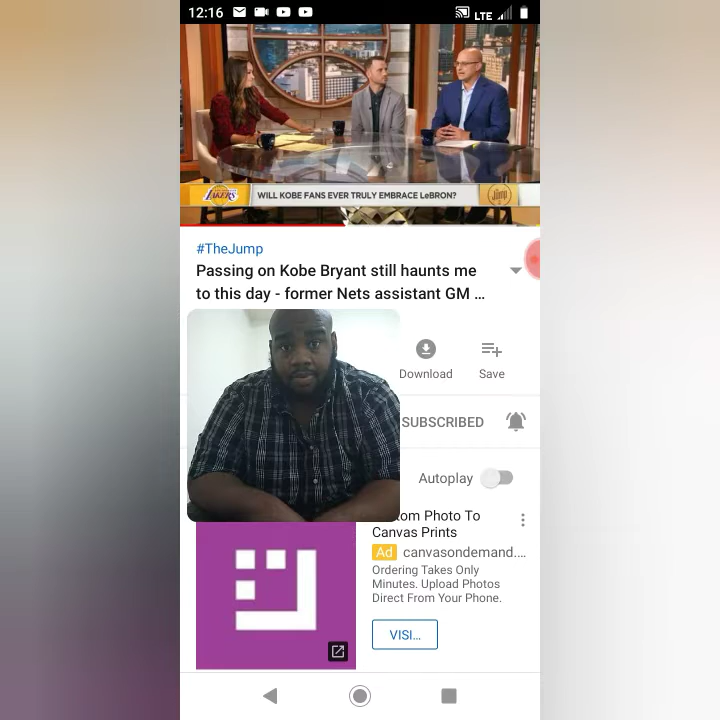 12:16
LTE
LAKERS
WILL KOBE FANS EVER TRULY EMBRACE LeBRON?
Jump
#TheJump
Passing on Kobe Bryant still haunts me
to this day - former Nets assistant GM ...
Download
Save
SUBSCRIBED
Autoplay
tom Photo To
Canvas Prints
Ad canvasondemand....
Ordering Takes Only
Minutes. Upload Photos
Direct From Your Phone.
VISI...